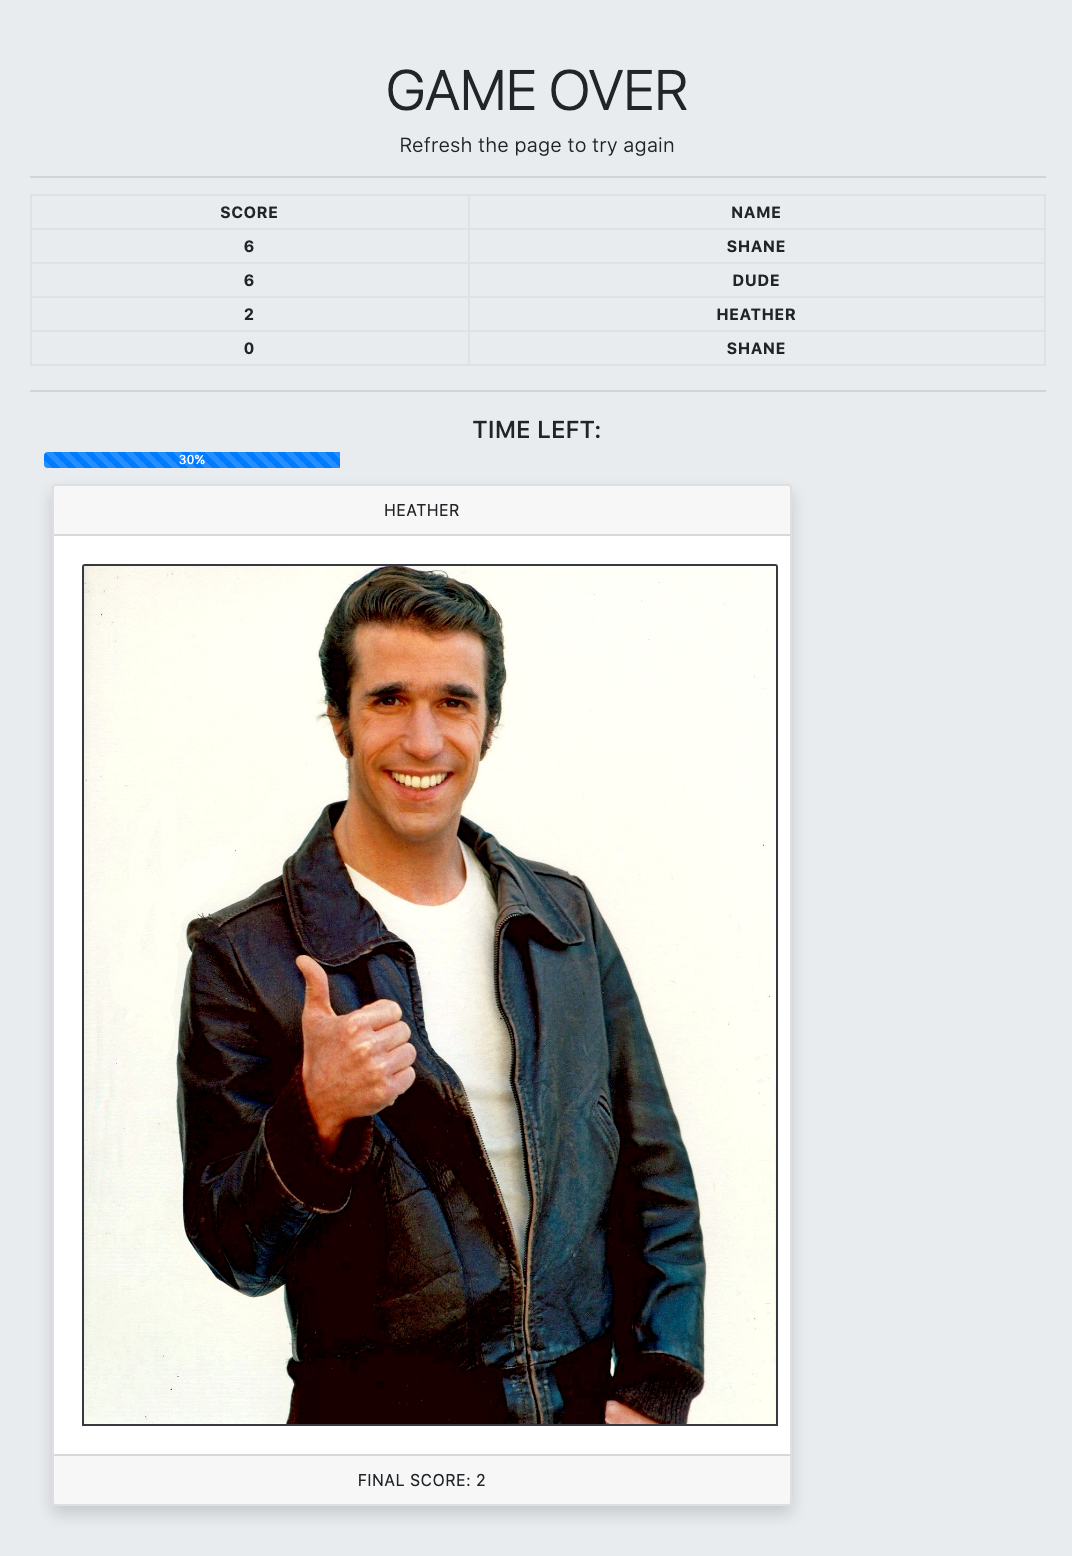 GAME OVER
Refresh the page to try again
SCORE NAME
6 SHANE
6 DUDE
2 HEATHER
0 SHANE
TIME LEFT:
30%
HEATHER
FINAL SCORE: 2